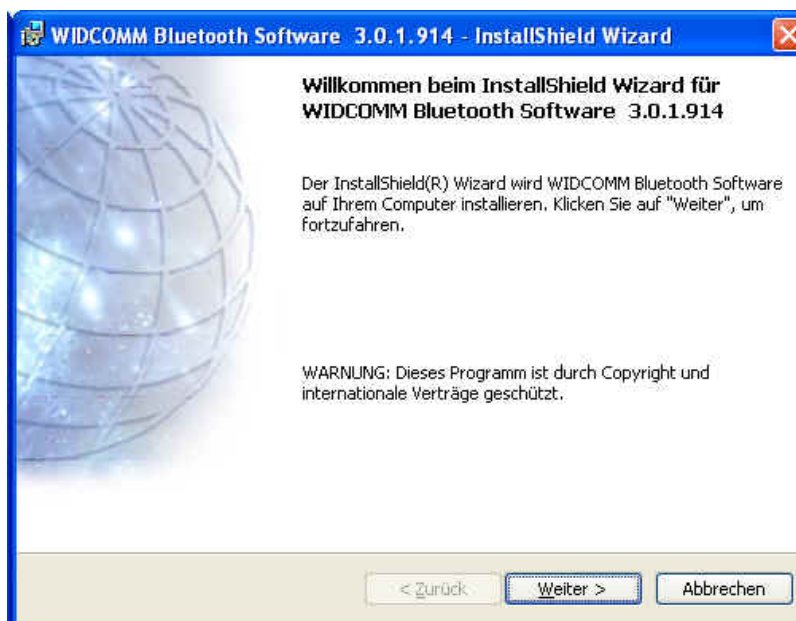 WIDCOMM Bluetooth Software 3.0.1.914 - InstallShield Wizard
Willkommen beim InstallShield Wizard für
WIDCOMM Bluetooth Software 3.0.1.914
Der InstallShield(R) Wizard wird WIDCOMM Bluetooth Software
auf Ihrem Computer installieren. Klicken Sie auf "Weiter", um
fortzufahren.
WARNUNG: Dieses Programm ist durch Copyright und
internationale Verträge geschützt.
< Zurück
Weiter >
Abbrechen